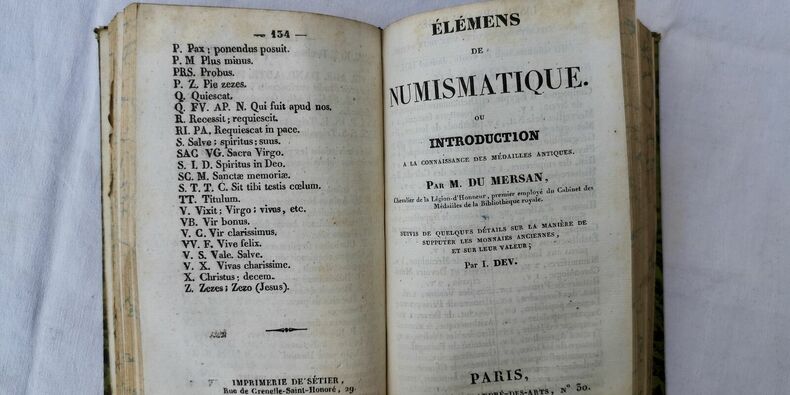 — 134 —
P. Pax; ponendus posuit.
P. M Plus minus.
PRS. Probus.
P. Z. Pie zezes.
Q. Quiescat.
Q. FV. AP. N. Qui fuit apud nos.
R. Recessit; requiescit.
RI. PA. Requiescat in pace.
S. Salve; spiritus; suus.
SAC VG. Sacra Virgo.
S. I. D. Spiritus in Deo.
SC. M. Sanctæ memoriæ.
S. T. T. C. Sit tibi testis cœlum.
TT. Titulum.
V. Vixit; Virgo; vivus, etc.
VB. Vir bonus.
V. C. Vir clarissimus.
VV. F. Vive felix.
V. S. Vale. Salve.
V. X. Vivas charissime.
X. Christus; decem.
Z. Zezes; Zezo (Jesus).
IMPRIMERIE DE SÉTIER,
Rue de Grenelle-Saint-Honoré, 29.
ÉLÉMENS
DE
NUMISMATIQUE.
OU
INTRODUCTION
A LA CONNAISSANCE DES MÉDAILLES ANTIQUES.
PAR M. DU MERSAN,
Chevalier de la Légion-d'Honneur, premier employé du Cabinet des
Médailles de la Bibliothèque royale.
SUIVIS DE QUELQUES DÉTAILS SUR LA MANIÈRE DE
SUPPUTER LES MONNAIES ANCIENNES,
ET SUR LEUR VALEUR;
Par I. DEV.
PARIS,
-DES-ARTS, N° 30.